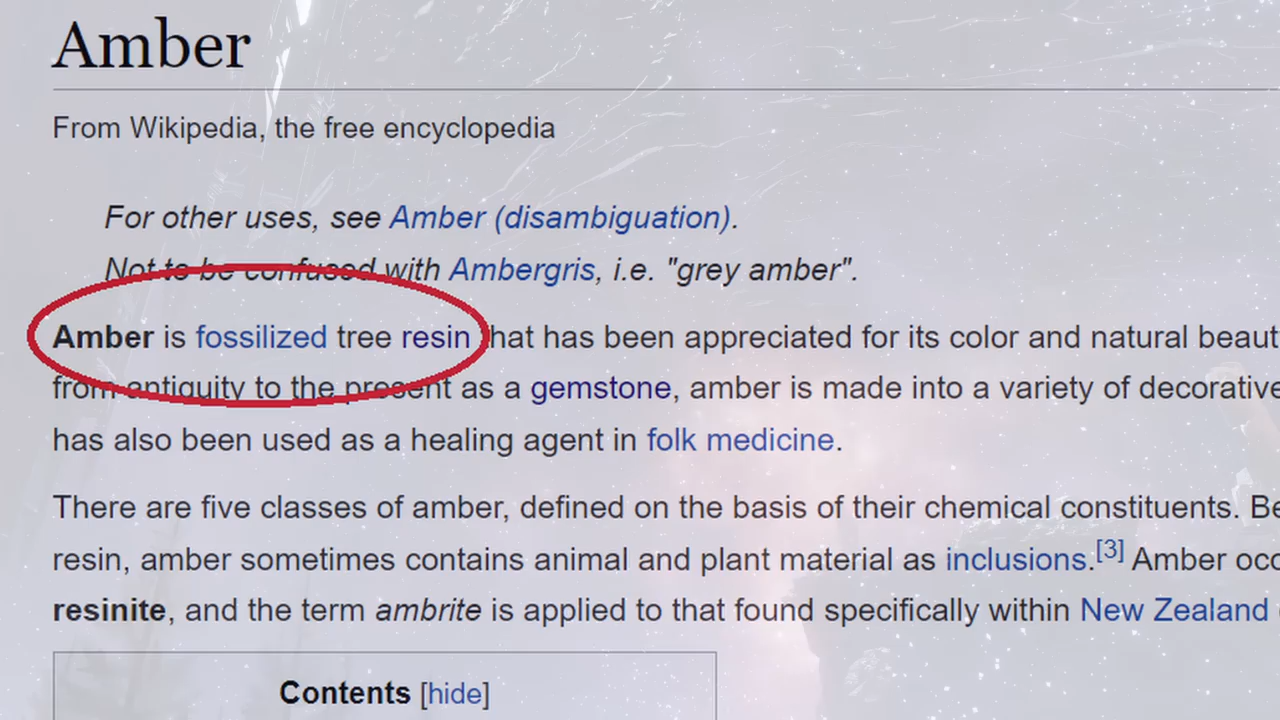 Amber
From Wikipedia, the free encyclopedia
For other uses, see Amber (disambiguation).
Not to be confused with Ambergris, i.e. "grey amber".
Amber is fossilized tree resin that has been appreciated for its color and natural beaut
from antiquity to the present as a gemstone, amber is made into a variety of decorative
has also been used as a healing agent in folk medicine.
There are five classes of amber, defined on the basis of their chemical constituents. Be
resin, amber sometimes contains animal and plant material as inclusions.[3] Amber occ
resinite, and the term ambrite is applied to that found specifically within New Zealand
Contents [hide]